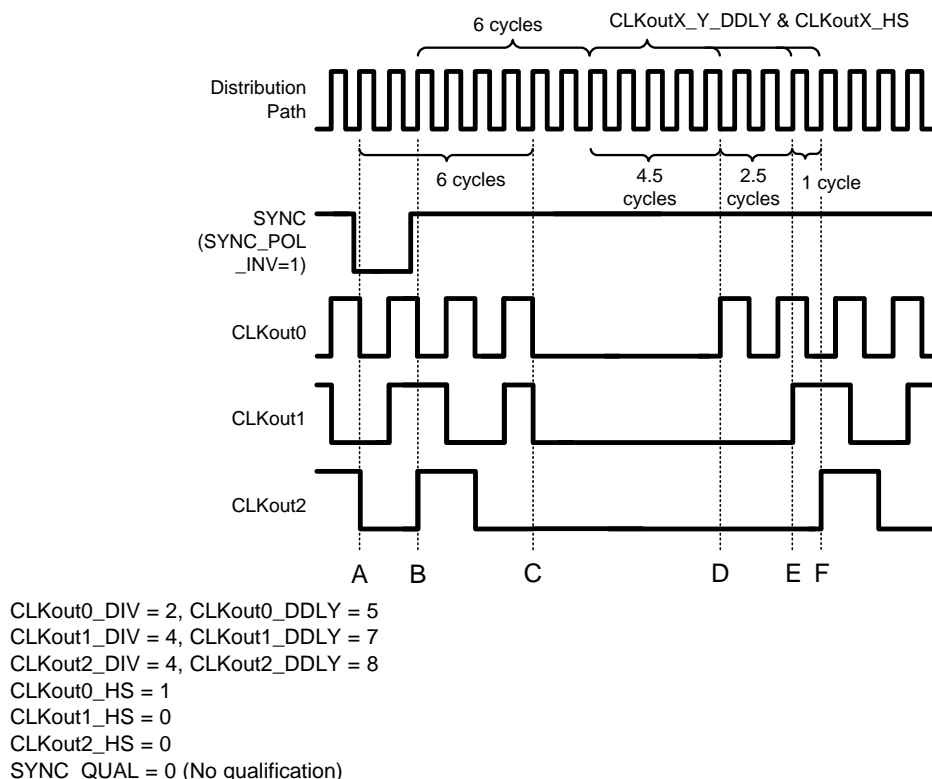 6 cycles
CLKoutX_Y_DDLY & CLKoutX_HS
Distribution
Path
6 cycles
4.5
cycles
2.5
cycles
1 cycle
SYNC
(SYNC_POL
_INV=1)
CLKout0
CLKout1
CLKout2
A B C D E F
CLKout0_DIV = 2, CLKout0_DDLY = 5
CLKout1_DIV = 4, CLKout1_DDLY = 7
CLKout2_DIV = 4, CLKout2_DDLY = 8
CLKout0_HS = 1
CLKout1_HS = 0
CLKout2_HS = 0
SYNC_QUAL = 0 (No qualification)